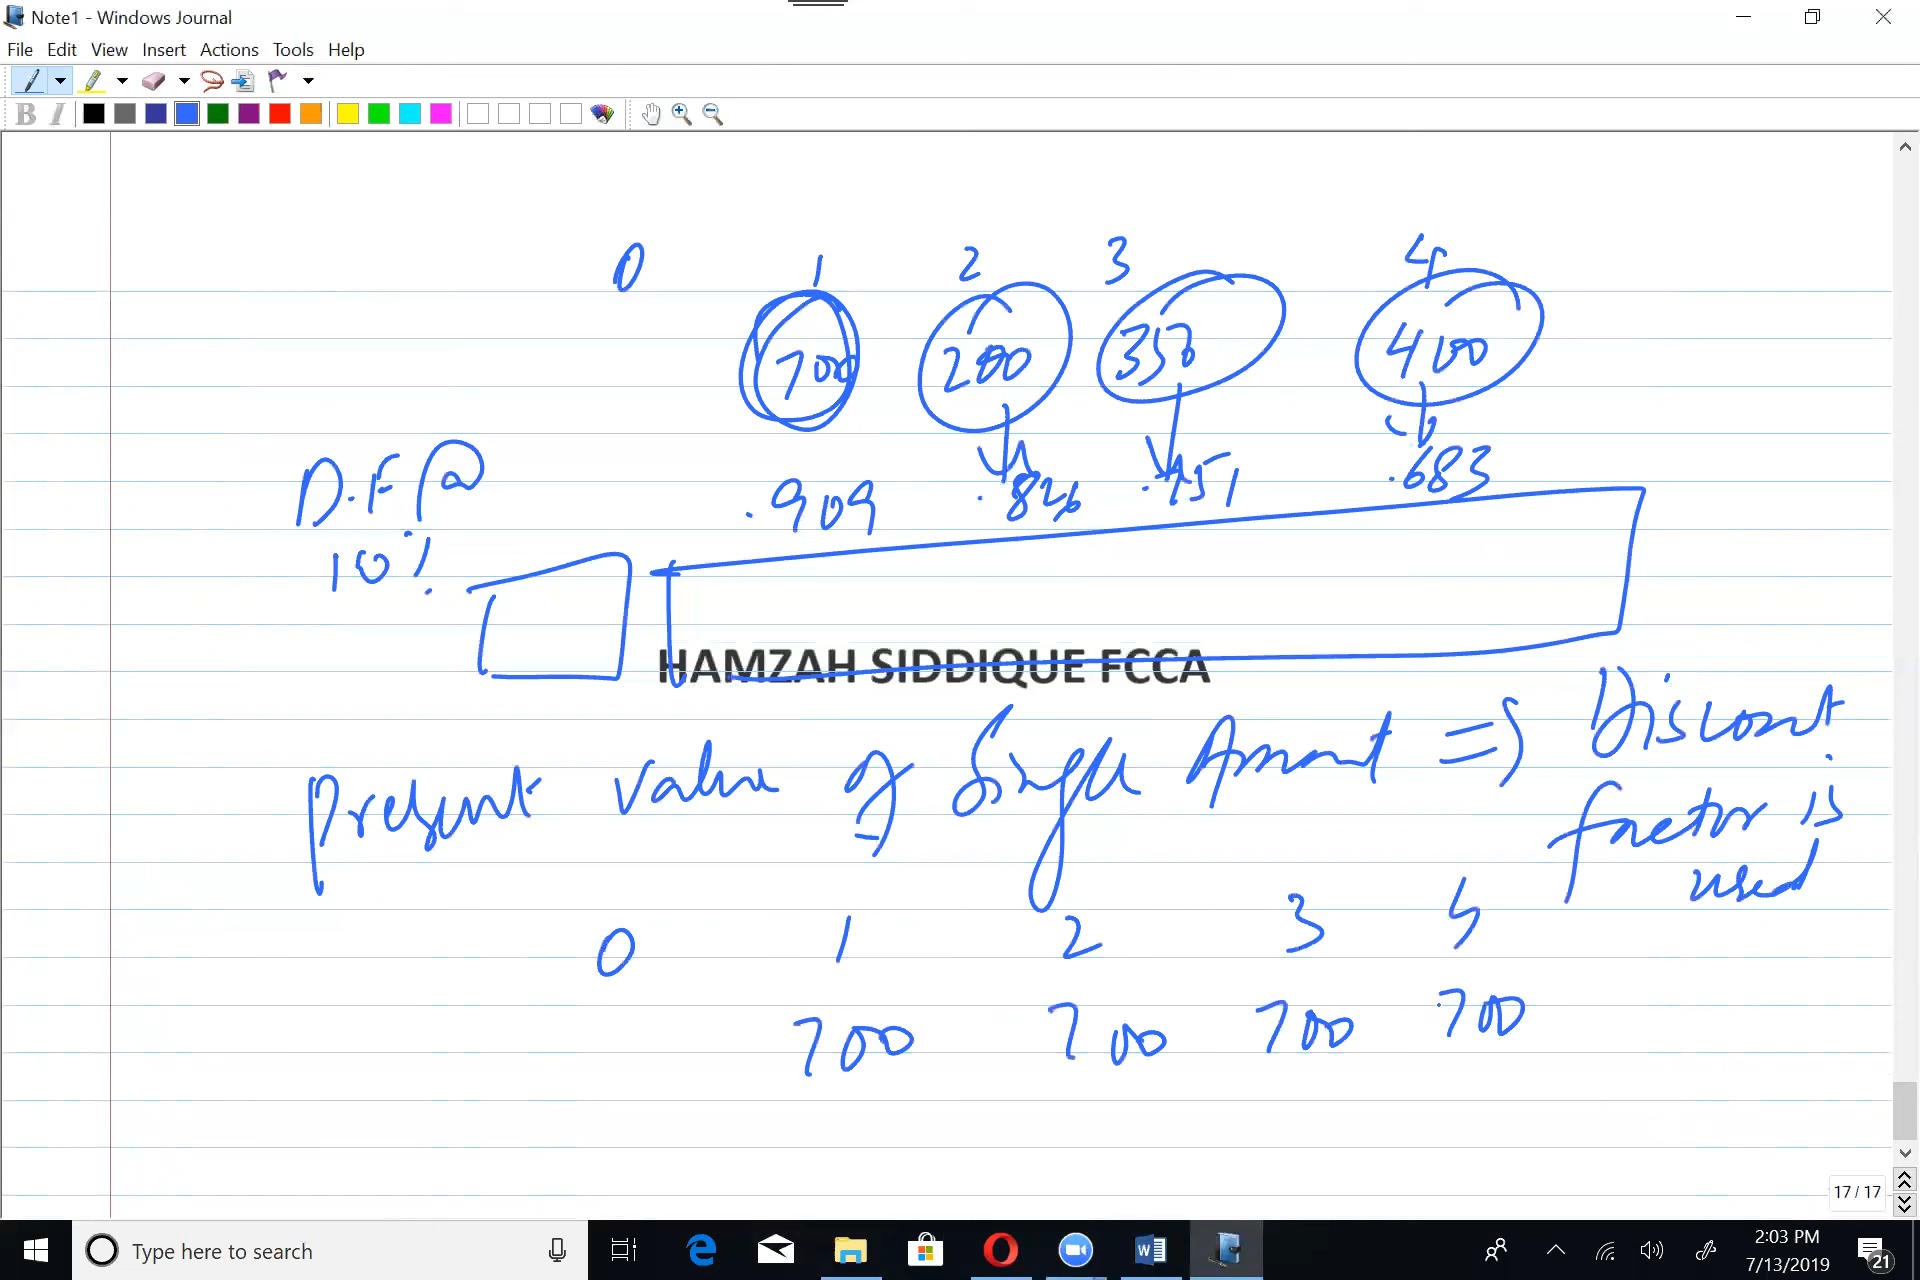 Note1 - Windows Journal
File Edit View Insert Actions Tools Help
B I
0 1 2 3 4
700 200 350 400
D.F @ .909 .826 .751 .683
10%
HAMZAH SIDDIQUE FCCA
Present value of Single Amount => Discount
factor is
used
0 1 2 3 4
700 700 700 700
17 / 17
Type here to search
2:03 PM
7/13/2019
21